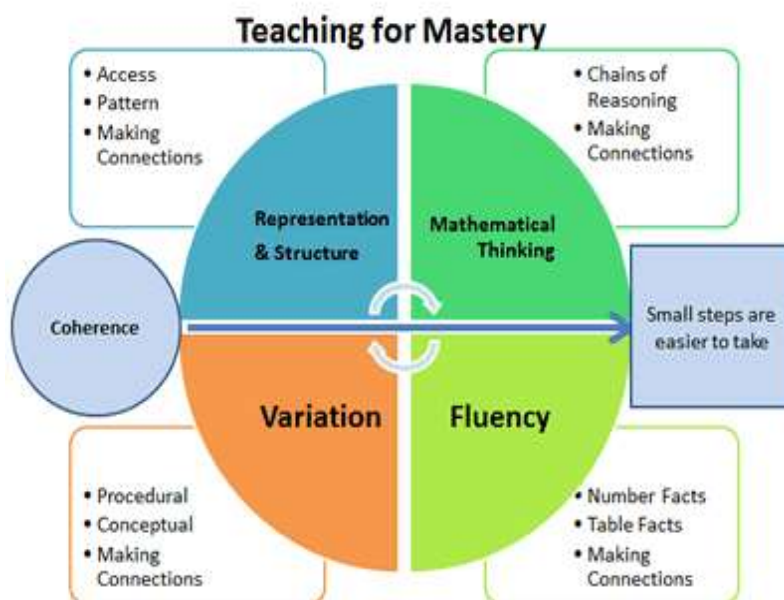 Teaching for Mastery
• Access
• Pattern
• Making
Connections
• Chains of
Reasoning
• Making
Connections
Representation
& Structure
Mathematical
Thinking
Coherence
Small steps are
easier to take
Variation
Fluency
• Procedural
• Conceptual
• Making
Connections
• Number Facts
• Table Facts
• Making
Connections